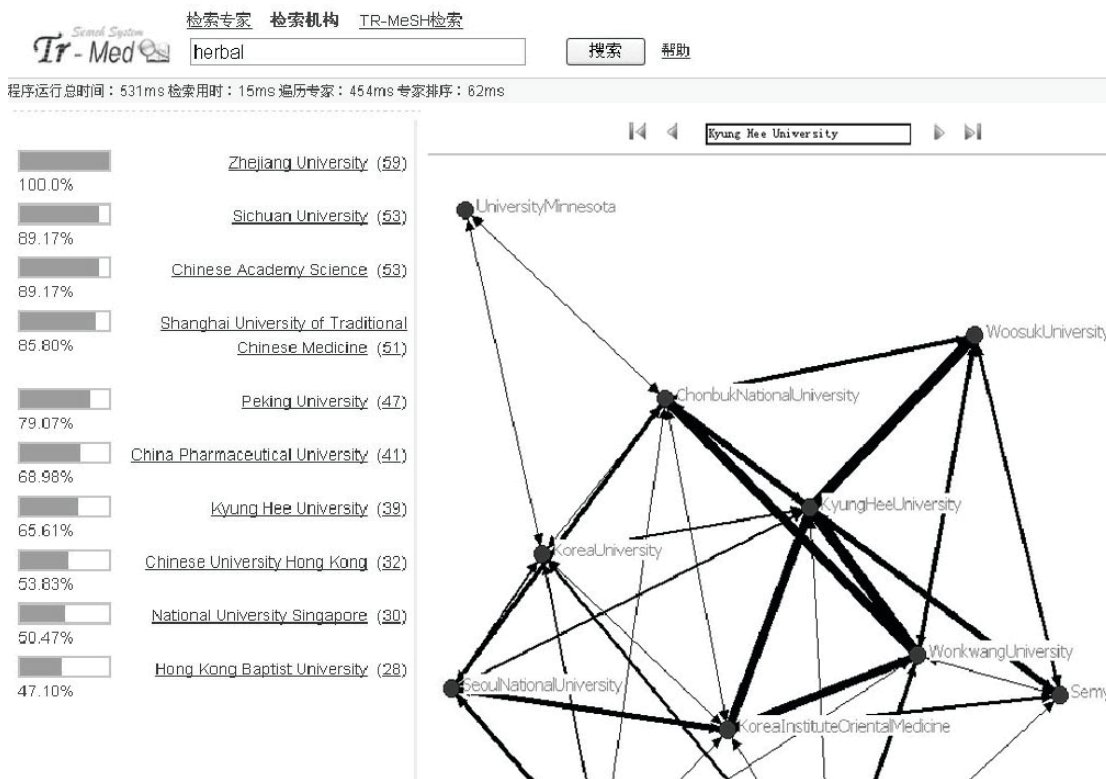 检索专家 检索机构 TR-MeSH检索
Search System
Tr - Med
herbal
搜索 帮助
程序运行总时间：531ms 检索用时：15ms 遍历专家：454ms 专家排序：62ms
Kyung Hee University
Zhejiang University (59)
100.0%
Sichuan University (53)
89.17%
Chinese Academy Science (53)
89.17%
Shanghai University of Traditional
Chinese Medicine (51)
85.80%
Peking University (47)
79.07%
China Pharmaceutical University (41)
68.98%
Kyung Hee University (39)
65.61%
Chinese University Hong Kong (32)
53.83%
National University Singapore (30)
50.47%
Hong Kong Baptist University (28)
47.10%
UniversityMinnesota
WoosukUniversity
ChonbukNationalUniversity
KyungHeeUniversity
KoreaUniversity
WonkwangUniversity
SeoulNationalUniversity
Semy
KoreaInstituteOrientalMedicine